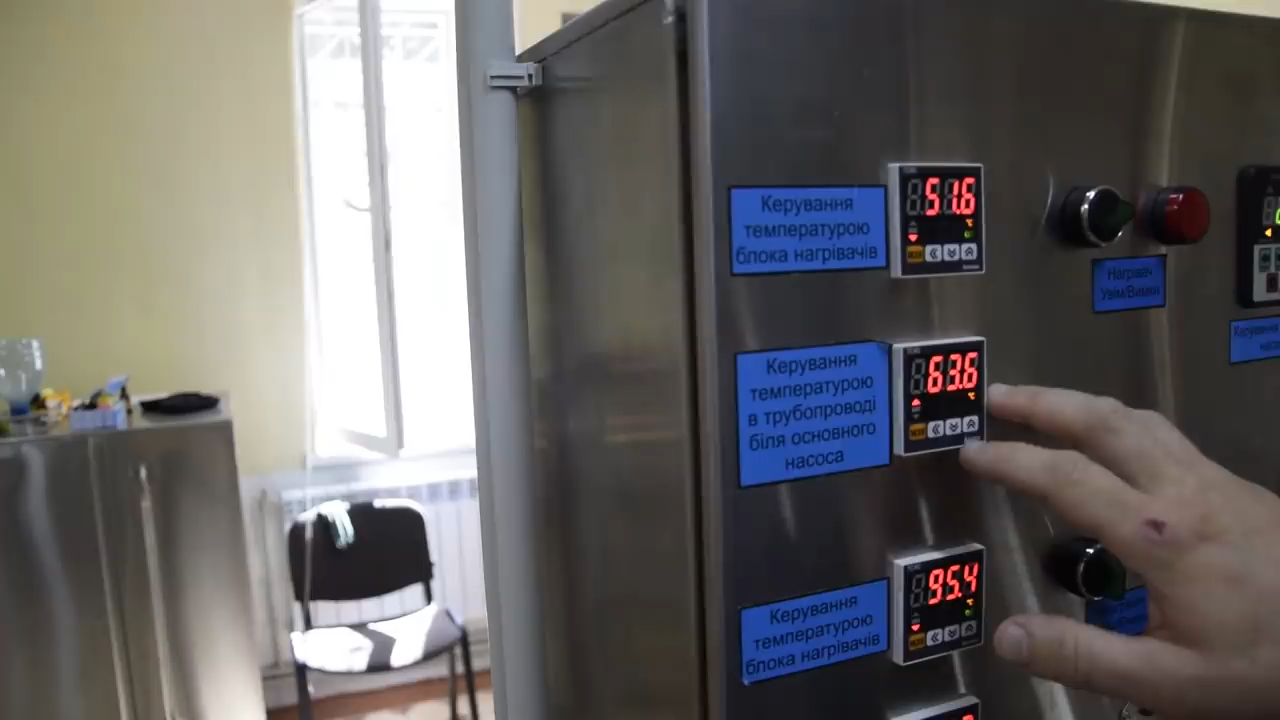 Керування
температурою
блока нагрівачів
51.6
Нагрівач
Увім/Вимкн
Керування
температурою
в трубопроводі
біля основного
насоса
63.6
Керування
температурою
блока нагрівачів
95.4